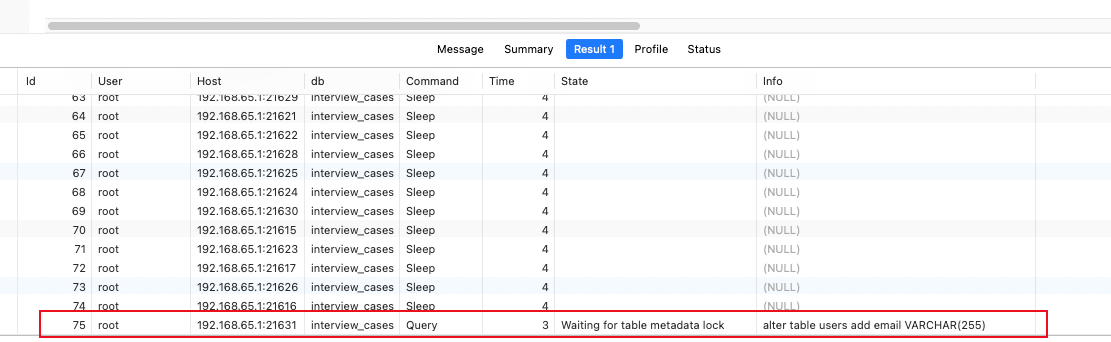 Message Summary Result 1 Profile Status
Id User Host db Command Time State Info
63 root 192.168.65.1:21629 interview_cases Sleep 4 (NULL)
64 root 192.168.65.1:21621 interview_cases Sleep 4 (NULL)
65 root 192.168.65.1:21622 interview_cases Sleep 4 (NULL)
66 root 192.168.65.1:21628 interview_cases Sleep 4 (NULL)
67 root 192.168.65.1:21625 interview_cases Sleep 4 (NULL)
68 root 192.168.65.1:21624 interview_cases Sleep 4 (NULL)
69 root 192.168.65.1:21630 interview_cases Sleep 4 (NULL)
70 root 192.168.65.1:21615 interview_cases Sleep 4 (NULL)
71 root 192.168.65.1:21623 interview_cases Sleep 4 (NULL)
72 root 192.168.65.1:21617 interview_cases Sleep 4 (NULL)
73 root 192.168.65.1:21626 interview_cases Sleep 4 (NULL)
74 root 192.168.65.1:21616 interview_cases Sleep 4 (NULL)
75 root 192.168.65.1:21631 interview_cases Query 3 Waiting for table metadata lock alter table users add email VARCHAR(255)